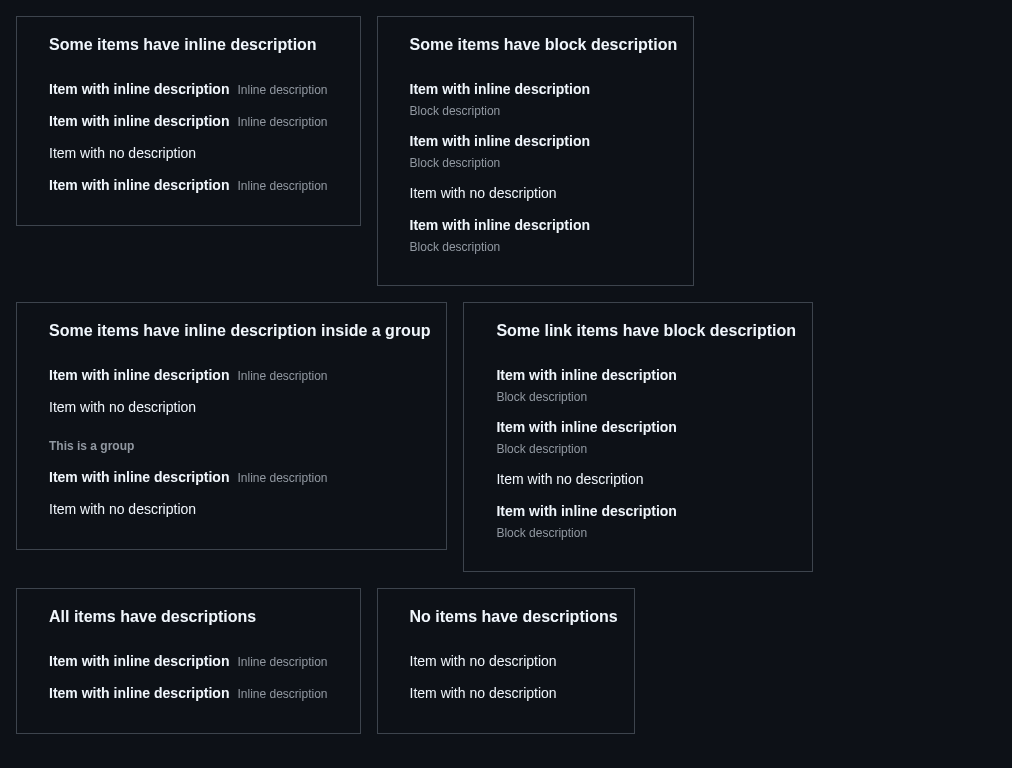 Some items have inline description
Item with inline description Inline description
Item with inline description Inline description
Item with no description
Item with inline description Inline description
Some items have block description
Item with inline description
Block description
Item with inline description
Block description
Item with no description
Item with inline description
Block description
Some items have inline description inside a group
Item with inline description Inline description
Item with no description
This is a group
Item with inline description Inline description
Item with no description
Some link items have block description
Item with inline description
Block description
Item with inline description
Block description
Item with no description
Item with inline description
Block description
All items have descriptions
Item with inline description Inline description
Item with inline description Inline description
No items have descriptions
Item with no description
Item with no description